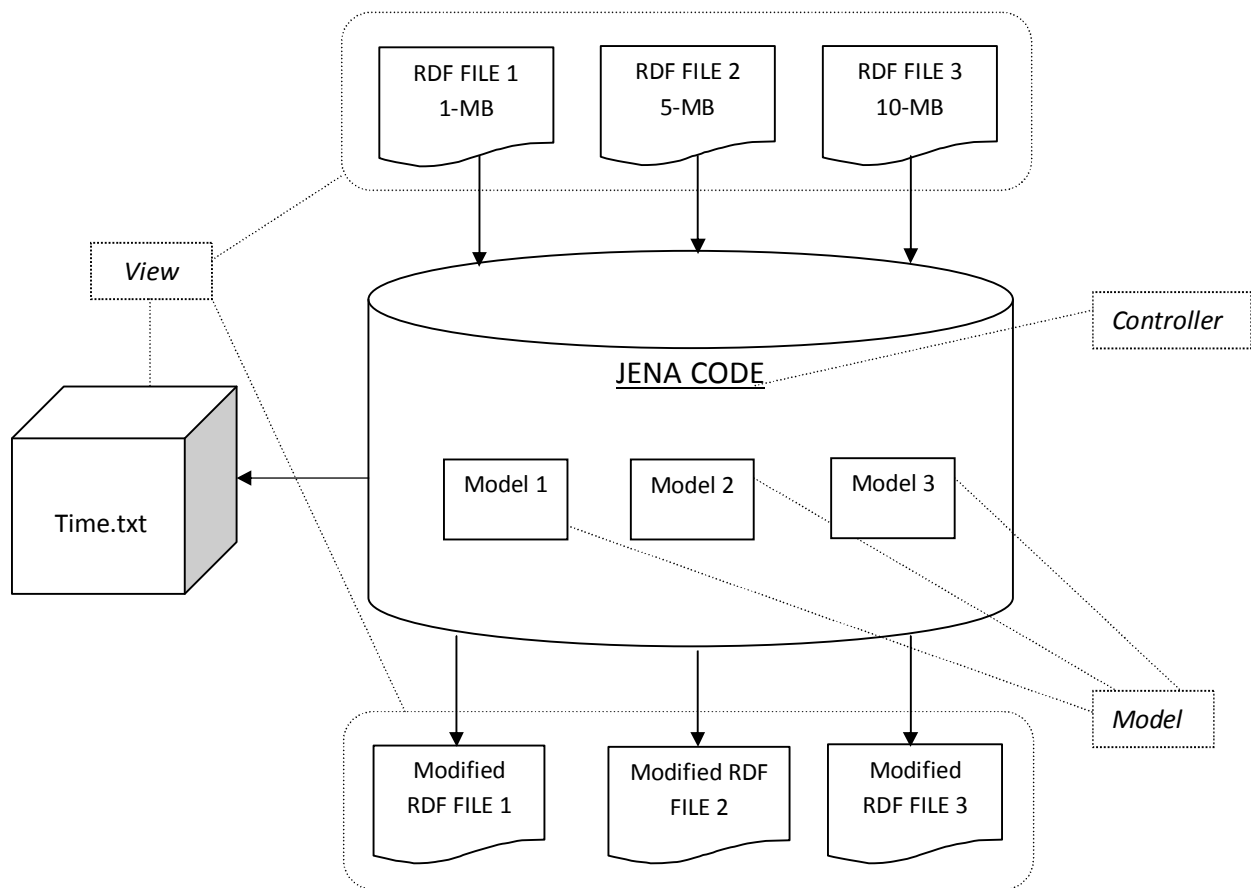 RDF FILE 1
1-MB
RDF FILE 2
5-MB
RDF FILE 3
10-MB
View
Controller
JENA CODE
Model 1
Model 2
Model 3
Time.txt
Model
Modified
RDF FILE 1
Modified RDF
FILE 2
Modified
RDF FILE 3